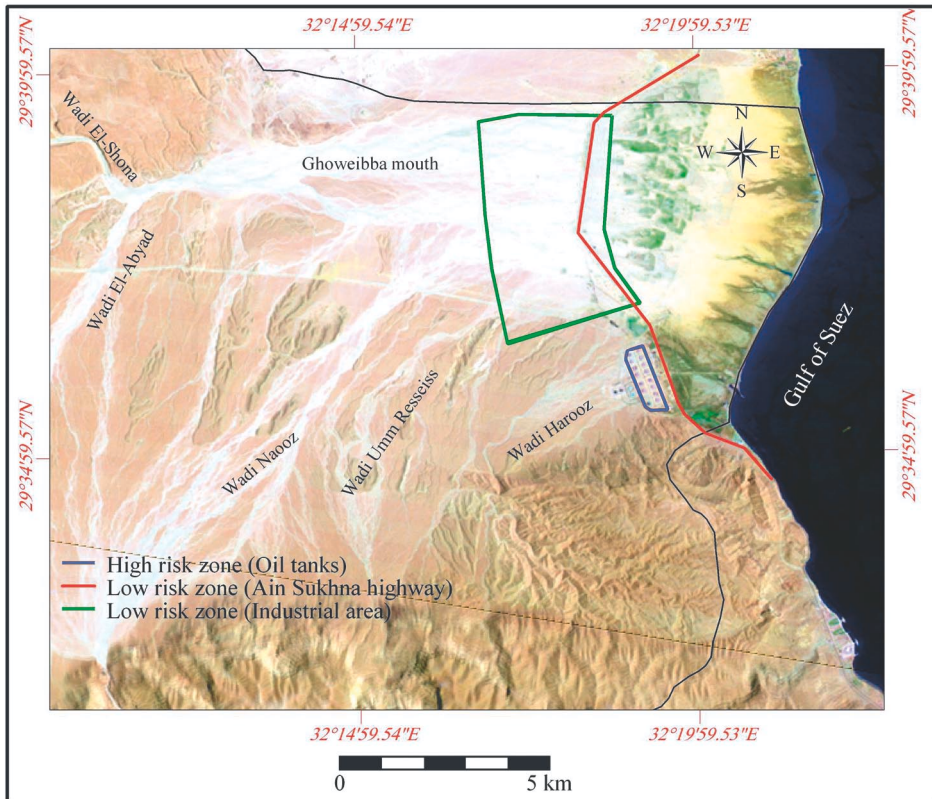 32°14'59.54"E
32°19'59.53"E
29°39'59.57"N
29°39'59.57"N
N
W
E
S
Wadi El-Shona
Ghoweibba mouth
Wadi El-Abyad
Gulf of Suez
Wadi Naooz
Wadi Umm Resseiss
Wadi Harooz
29°34'59.57"N
29°34'59.57"N
High risk zone (Oil tanks)
Low risk zone (Ain Sūkhna highway)
Low risk zone (Industrial area)
32°14'59.54"E
32°19'59.53"E
0
5 km